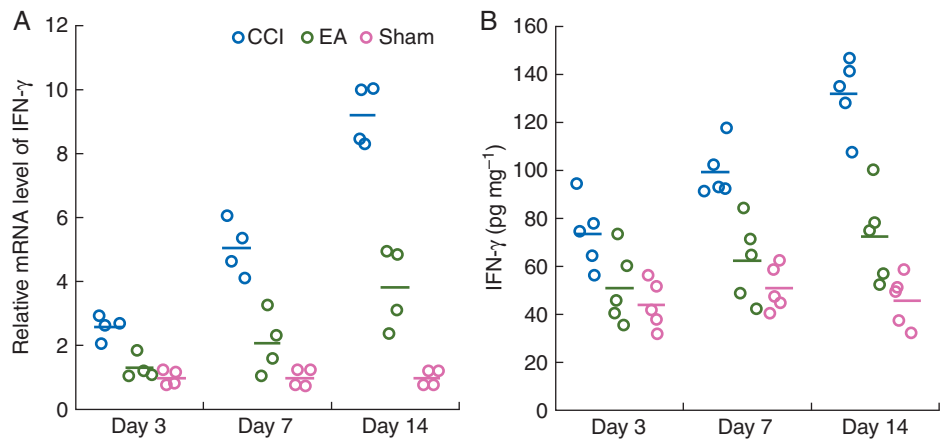 A
CCI EA Sham
Relative mRNA level of IFN-γ
12
10
8
6
4
2
0
Day 3 Day 7 Day 14
B
IFN-γ (pg mg⁻¹)
160
140
120
100
80
60
40
20
0
Day 3 Day 7 Day 14